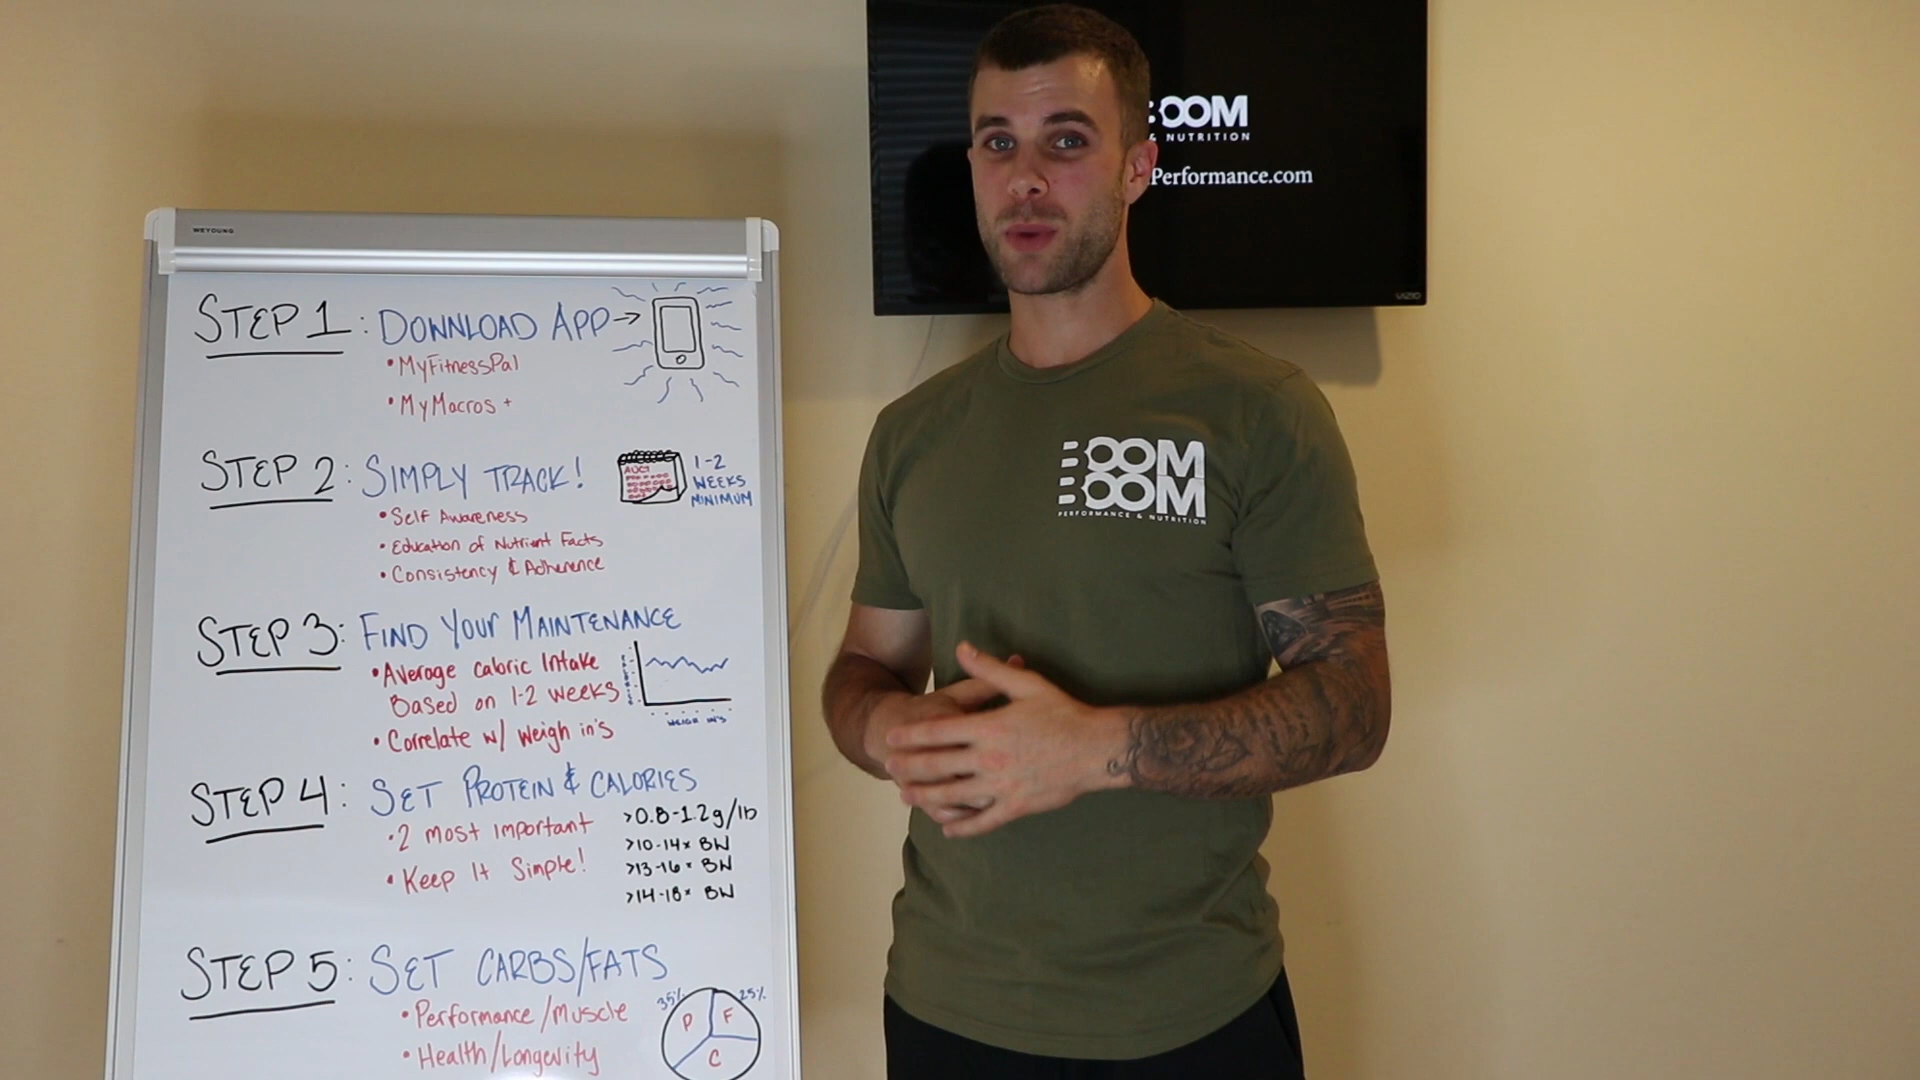 WEYOUNG
STEP 1: DOWNLOAD APP→
• MyFitnessPal
• MyMacros +
STEP 2: SIMPLY TRACK!
AUG
1-2
WEEKS
MINIMUM
• Self Awareness
• Education of Nutrient Facts
• Consistency & Adherence
STEP 3: FIND YOUR MAINTENANCE
• Average caloric Intake
Based on 1-2 weeks
• Correlate w/ Weigh in's
CALORIES
WEIGH IN'S
STEP 4: SET PROTEIN & CALORIES
• 2 most important
• Keep It Simple!
>0.8-1.2g/lb
>10-14x BW
>13-16x BW
>14-18x BW
STEP 5: SET CARBS/FATS
• Performance/Muscle
• Health/Longevity
35% 25%
P F
C
BOOM
& NUTRITION
Performance.com
VIZIO
BOOM
BOOM
PERFORMANCE & NUTRITION